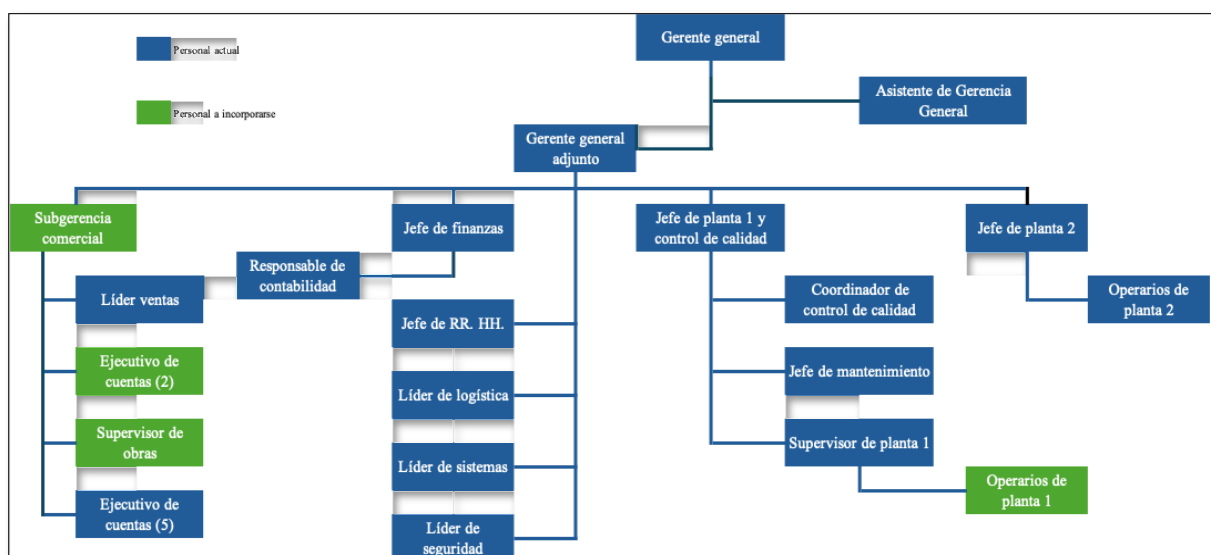 Personal actual
Personal a incorporarse
Gerente general
Asistente de Gerencia
General
Gerente general
adjunto
Subgerencia
comercial
Jefe de finanzas
Jefe de planta 1 y
control de calidad
Jefe de planta 2
Responsable de
contabilidad
Líder ventas
Ejecutivo de
cuentas (2)
Supervisor de
obras
Ejecutivo de
cuentas (5)
Jefe de RR. HH.
Líder de logística
Líder de sistemas
Líder de
seguridad
Coordinador de
control de calidad
Jefe de mantenimiento
Supervisor de planta 1
Operarios de
planta 1
Operarios de
planta 2